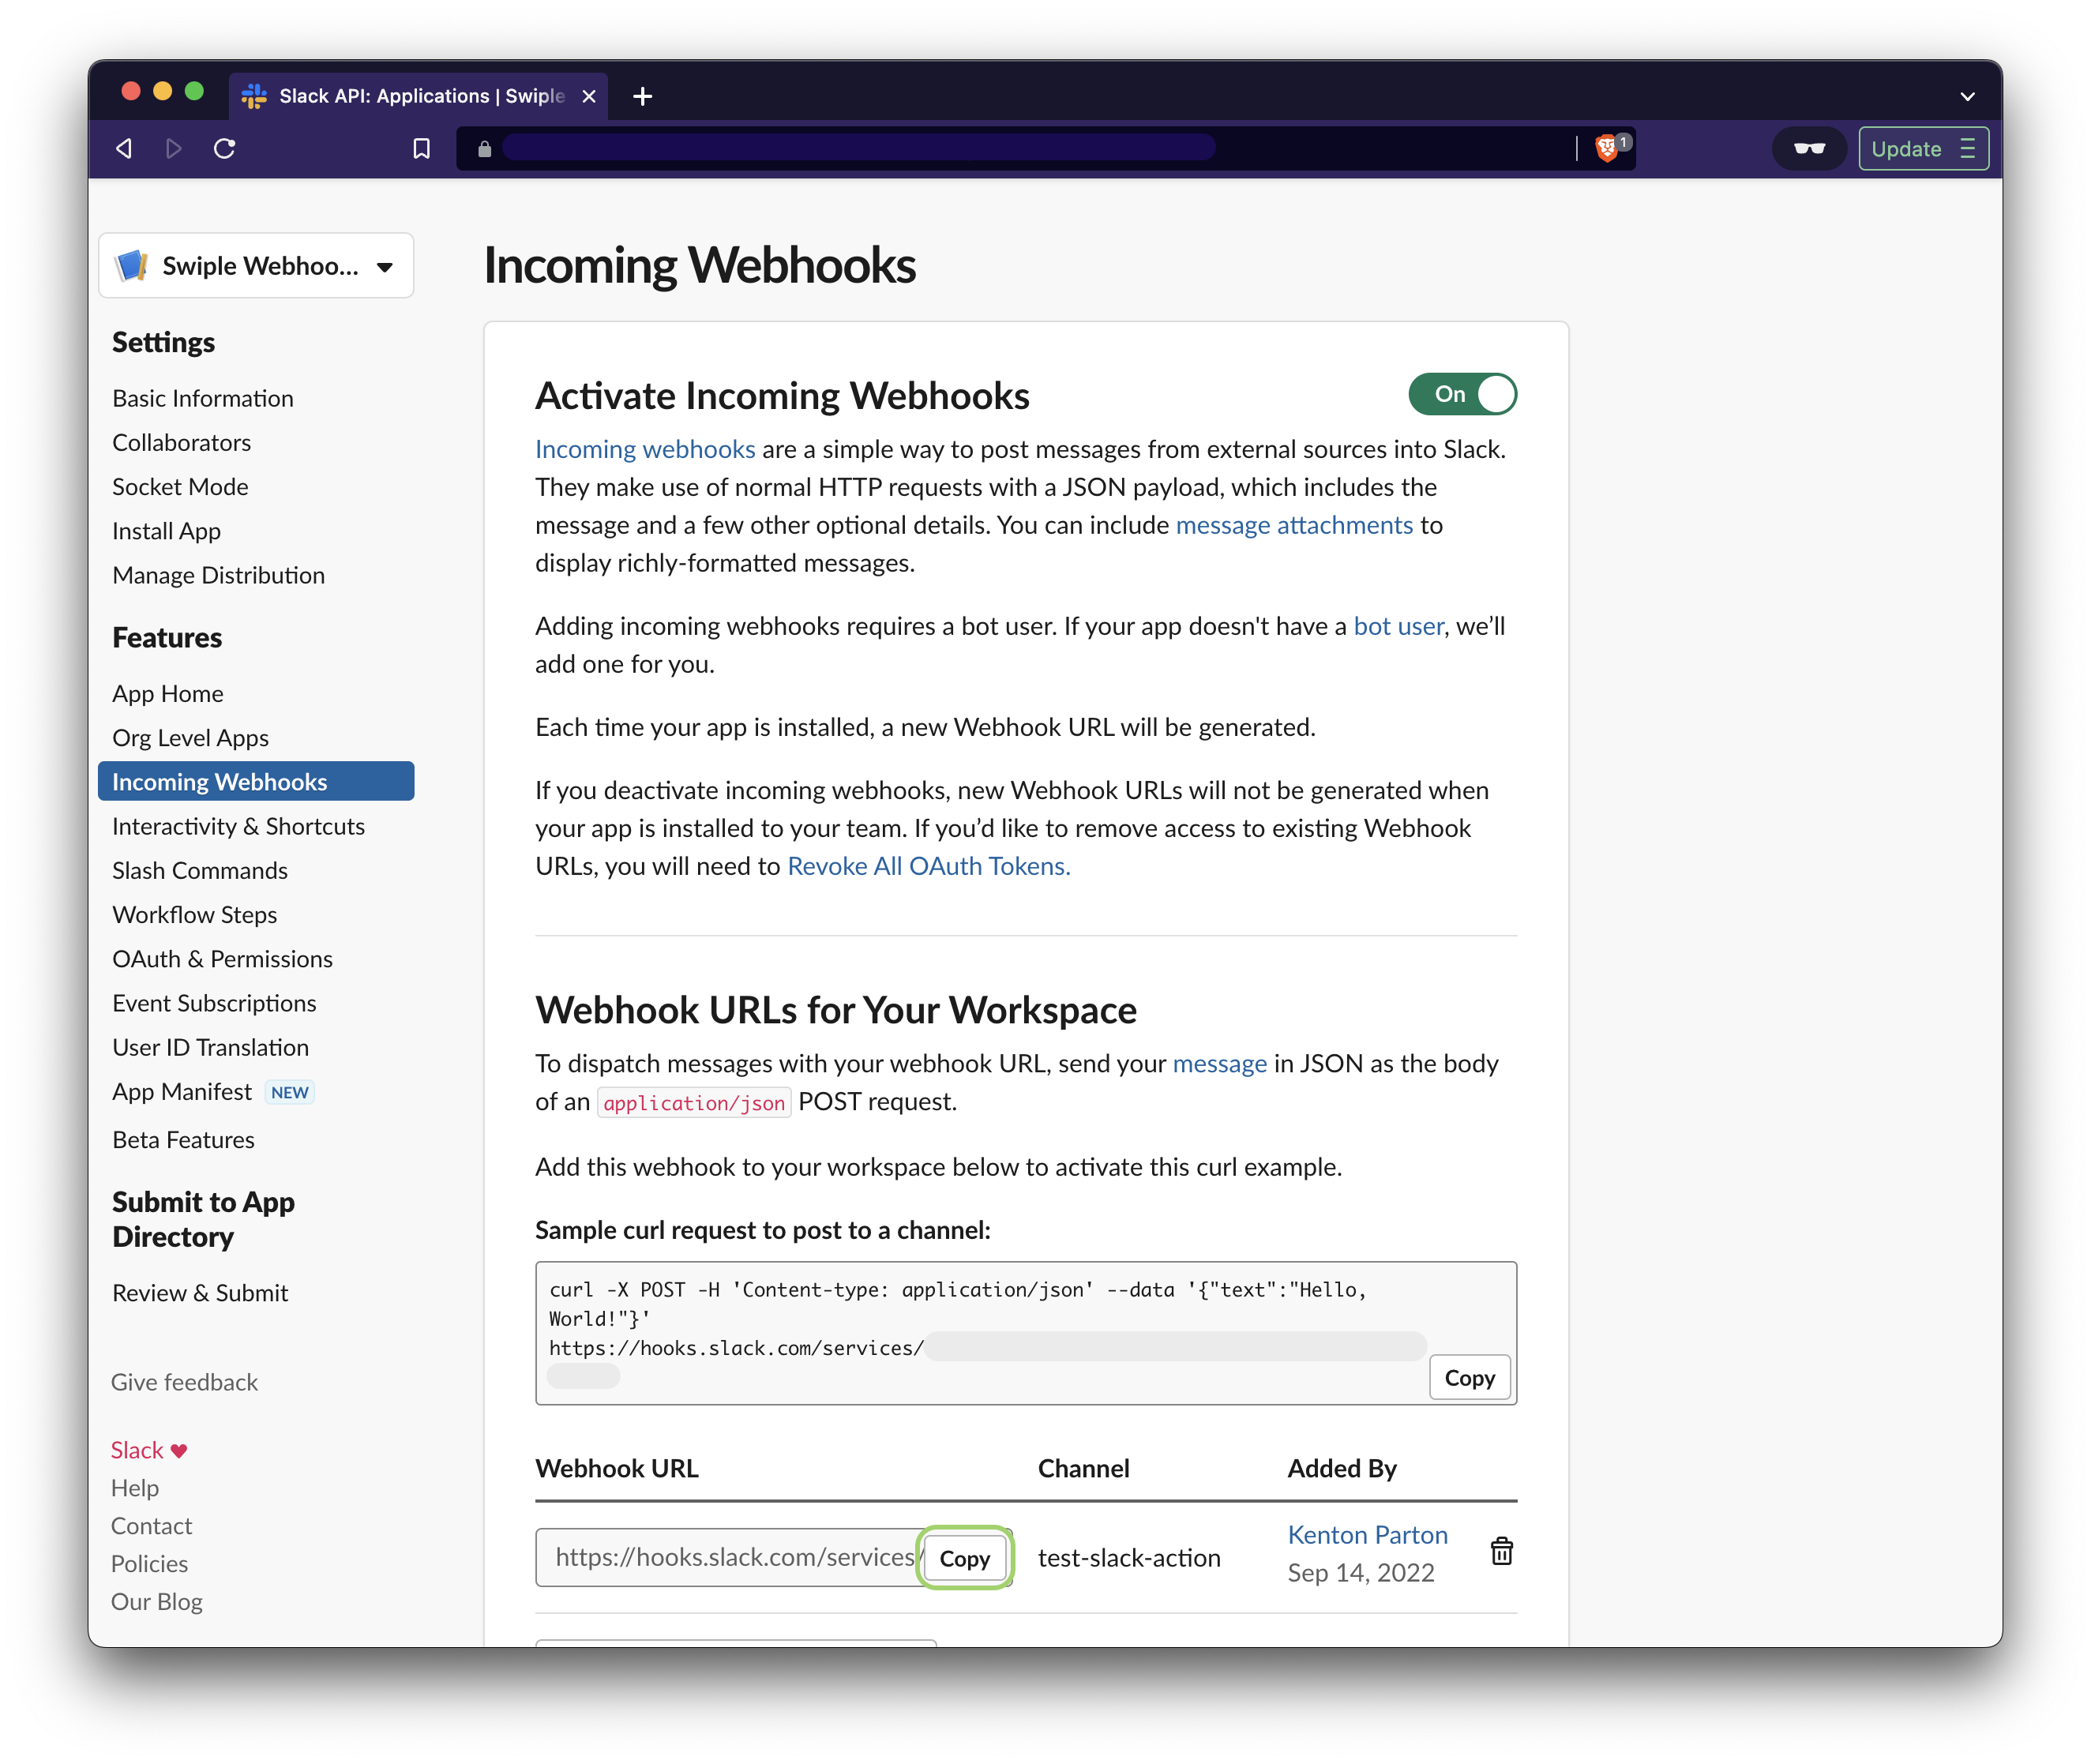 Slack API: Applications | Swiple
1
Update
Swiple Webhoo...
Settings
Basic Information
Collaborators
Socket Mode
Install App
Manage Distribution
Features
App Home
Org Level Apps
Incoming Webhooks
Interactivity & Shortcuts
Slash Commands
Workflow Steps
OAuth & Permissions
Event Subscriptions
User ID Translation
App Manifest NEW
Beta Features
Submit to App
Directory
Review & Submit
Give feedback
Slack ♥
Help
Contact
Policies
Our Blog
Incoming Webhooks
Activate Incoming Webhooks
On
Incoming webhooks are a simple way to post messages from external sources into Slack.
They make use of normal HTTP requests with a JSON payload, which includes the
message and a few other optional details. You can include message attachments to
display richly-formatted messages.
Adding incoming webhooks requires a bot user. If your app doesn't have a bot user, we’ll
add one for you.
Each time your app is installed, a new Webhook URL will be generated.
If you deactivate incoming webhooks, new Webhook URLs will not be generated when
your app is installed to your team. If you’d like to remove access to existing Webhook
URLs, you will need to Revoke All OAuth Tokens.
Webhook URLs for Your Workspace
To dispatch messages with your webhook URL, send your message in JSON as the body
of an application/json POST request.
Add this webhook to your workspace below to activate this curl example.
Sample curl request to post to a channel:
curl -X POST -H 'Content-type: application/json' --data '{"text":"Hello,
World!"}'
https://hooks.slack.com/services/
Copy
Webhook URL Channel Added By
https://hooks.slack.com/services/ Copy test-slack-action Kenton Parton
Sep 14, 2022